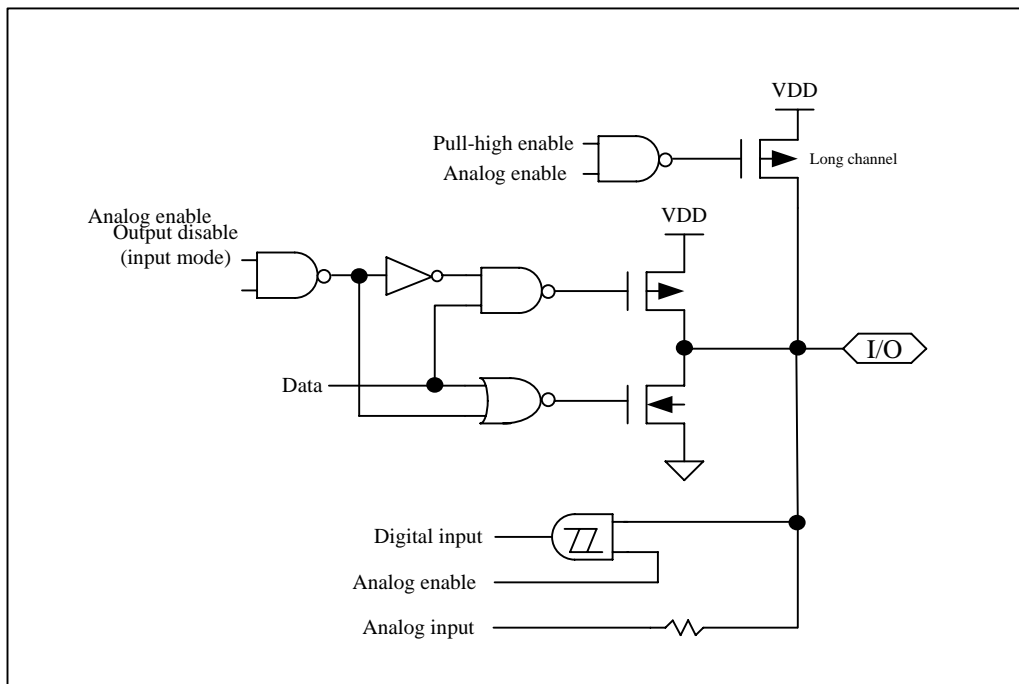 VDD
Pull-high enable
Long channel
Analog enable
VDD
Analog enable
Output disable
(input mode)
I/O
Data
Digital input
Analog enable
Analog input